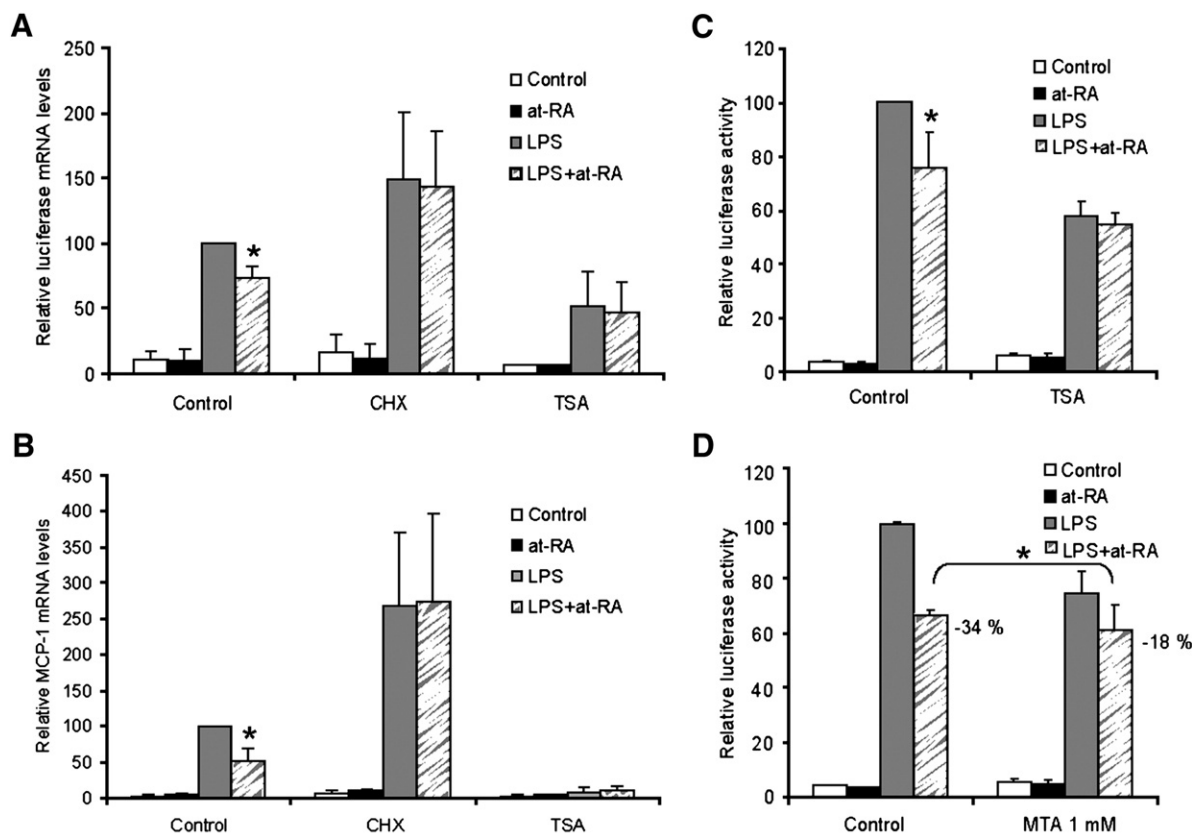 A
Relative luciferase mRNA levels
250
200
150
100
50
0
Control
at-RA
LPS
LPS+at-RA
*
Control
CHX
TSA
B
Relative MCP-1 mRNA levels
450
400
350
300
250
200
150
100
50
0
Control
at-RA
LPS
LPS+at-RA
*
Control
CHX
TSA
C
Relative luciferase activity
120
100
80
60
40
20
0
Control
at-RA
LPS
LPS+at-RA
*
Control
TSA
D
Relative luciferase activity
120
100
80
60
40
20
0
Control
at-RA
LPS
LPS+at-RA
*
-34 %
-18 %
Control
MTA 1 mM